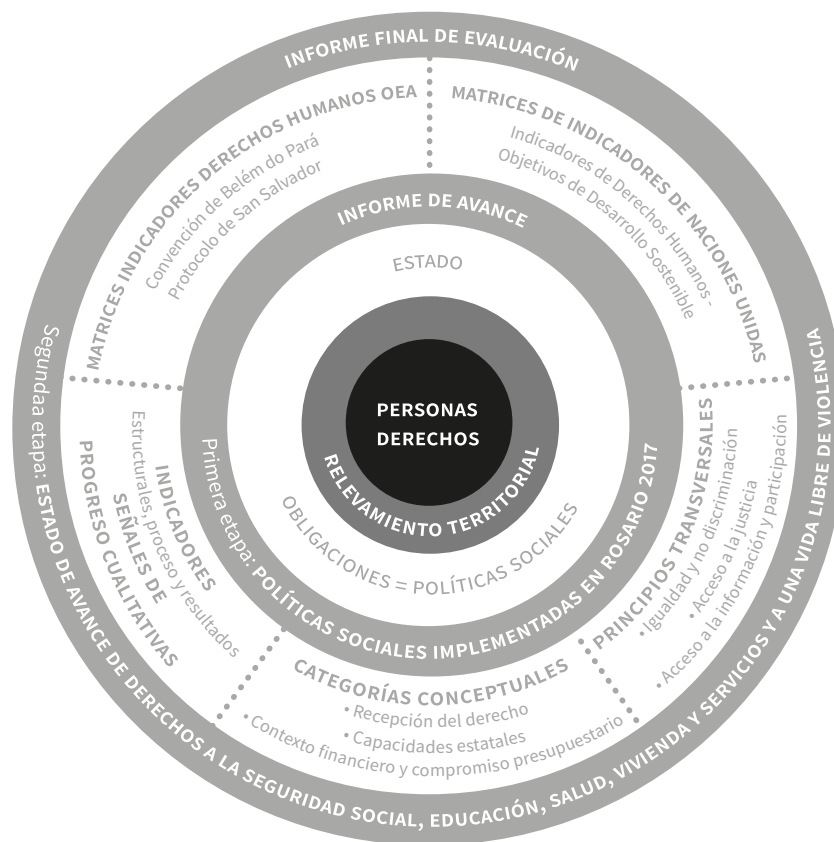 INFORME FINAL DE EVALUACIÓN
MATRICES INDICADORES DERECHOS HUMANOS OEA
Convención de Belém do Pará
Protocolo de San Salvador
MATRICES DE INDICADORES DE NACIONES UNIDAS
Indicadores de Derechos Humanos -
Objetivos de Desarrollo Sostenible
INFORME DE AVANCE
ESTADO
PERSONAS
DERECHOS
RELEVAMIENTO TERRITORIAL
OBLIGACIONES = POLÍTICAS SOCIALES
Primera etapa: POLÍTICAS SOCIALES IMPLEMENTADAS EN ROSARIO 2017
INDICADORES
Estructurales, proceso y resultados
SEÑALES DE
PROGRESO CUALITATIVAS
CATEGORÍAS CONCEPTUALES
• Recepción del derecho
• Capacidades estatales
• Contexto financiero y compromiso presupuestario
PRINCIPIOS TRANSVERSALES
• Igualdad y no discriminación
• Acceso a la justicia
• Acceso a la información y participación
Segundaa etapa: ESTADO DE AVANCE DE DERECHOS A LA SEGURIDAD SOCIAL, EDUCACIÓN, SALUD, VIVIENDA Y SERVICIOS Y A UNA VIDA LIBRE DE VIOLENCIA